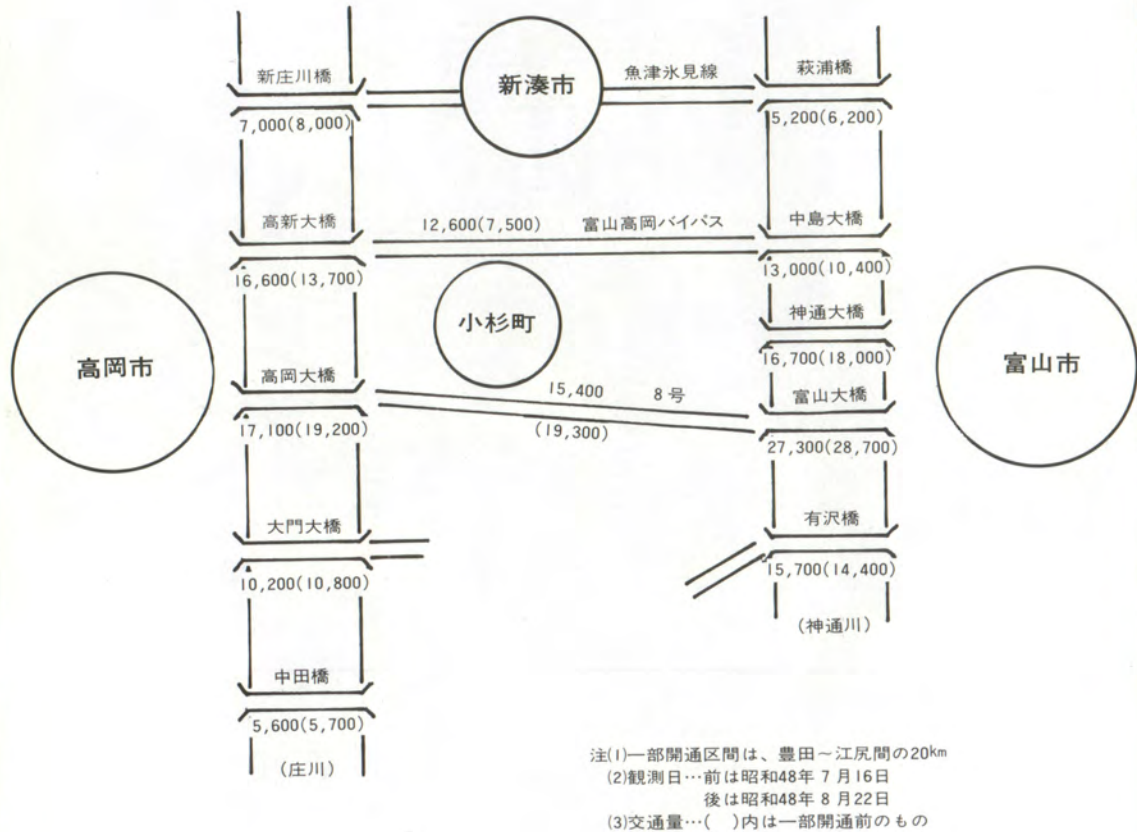 新庄川橋
7,000(8,000)
新湊市
魚津氷見線
萩浦橋
5,200(6,200)
高新大橋
16,600(13,700)
12,600(7,500)　富山高岡バイパス
中島大橋
13,000(10,400)
神通大橋
16,700(18,000)
高岡市
小杉町
富山市
高岡大橋
17,100(19,200)
15,400　8号
(19,300)
富山大橋
27,300(28,700)
大門大橋
10,200(10,800)
有沢橋
15,700(14,400)
(神通川)
中田橋
5,600(5,700)
(庄川)
注(1)一部開通区間は、豊田～江尻間の20km
(2)観測日…前は昭和48年7月16日
後は昭和48年8月22日
(3)交通量…(　)内は一部開通前のもの